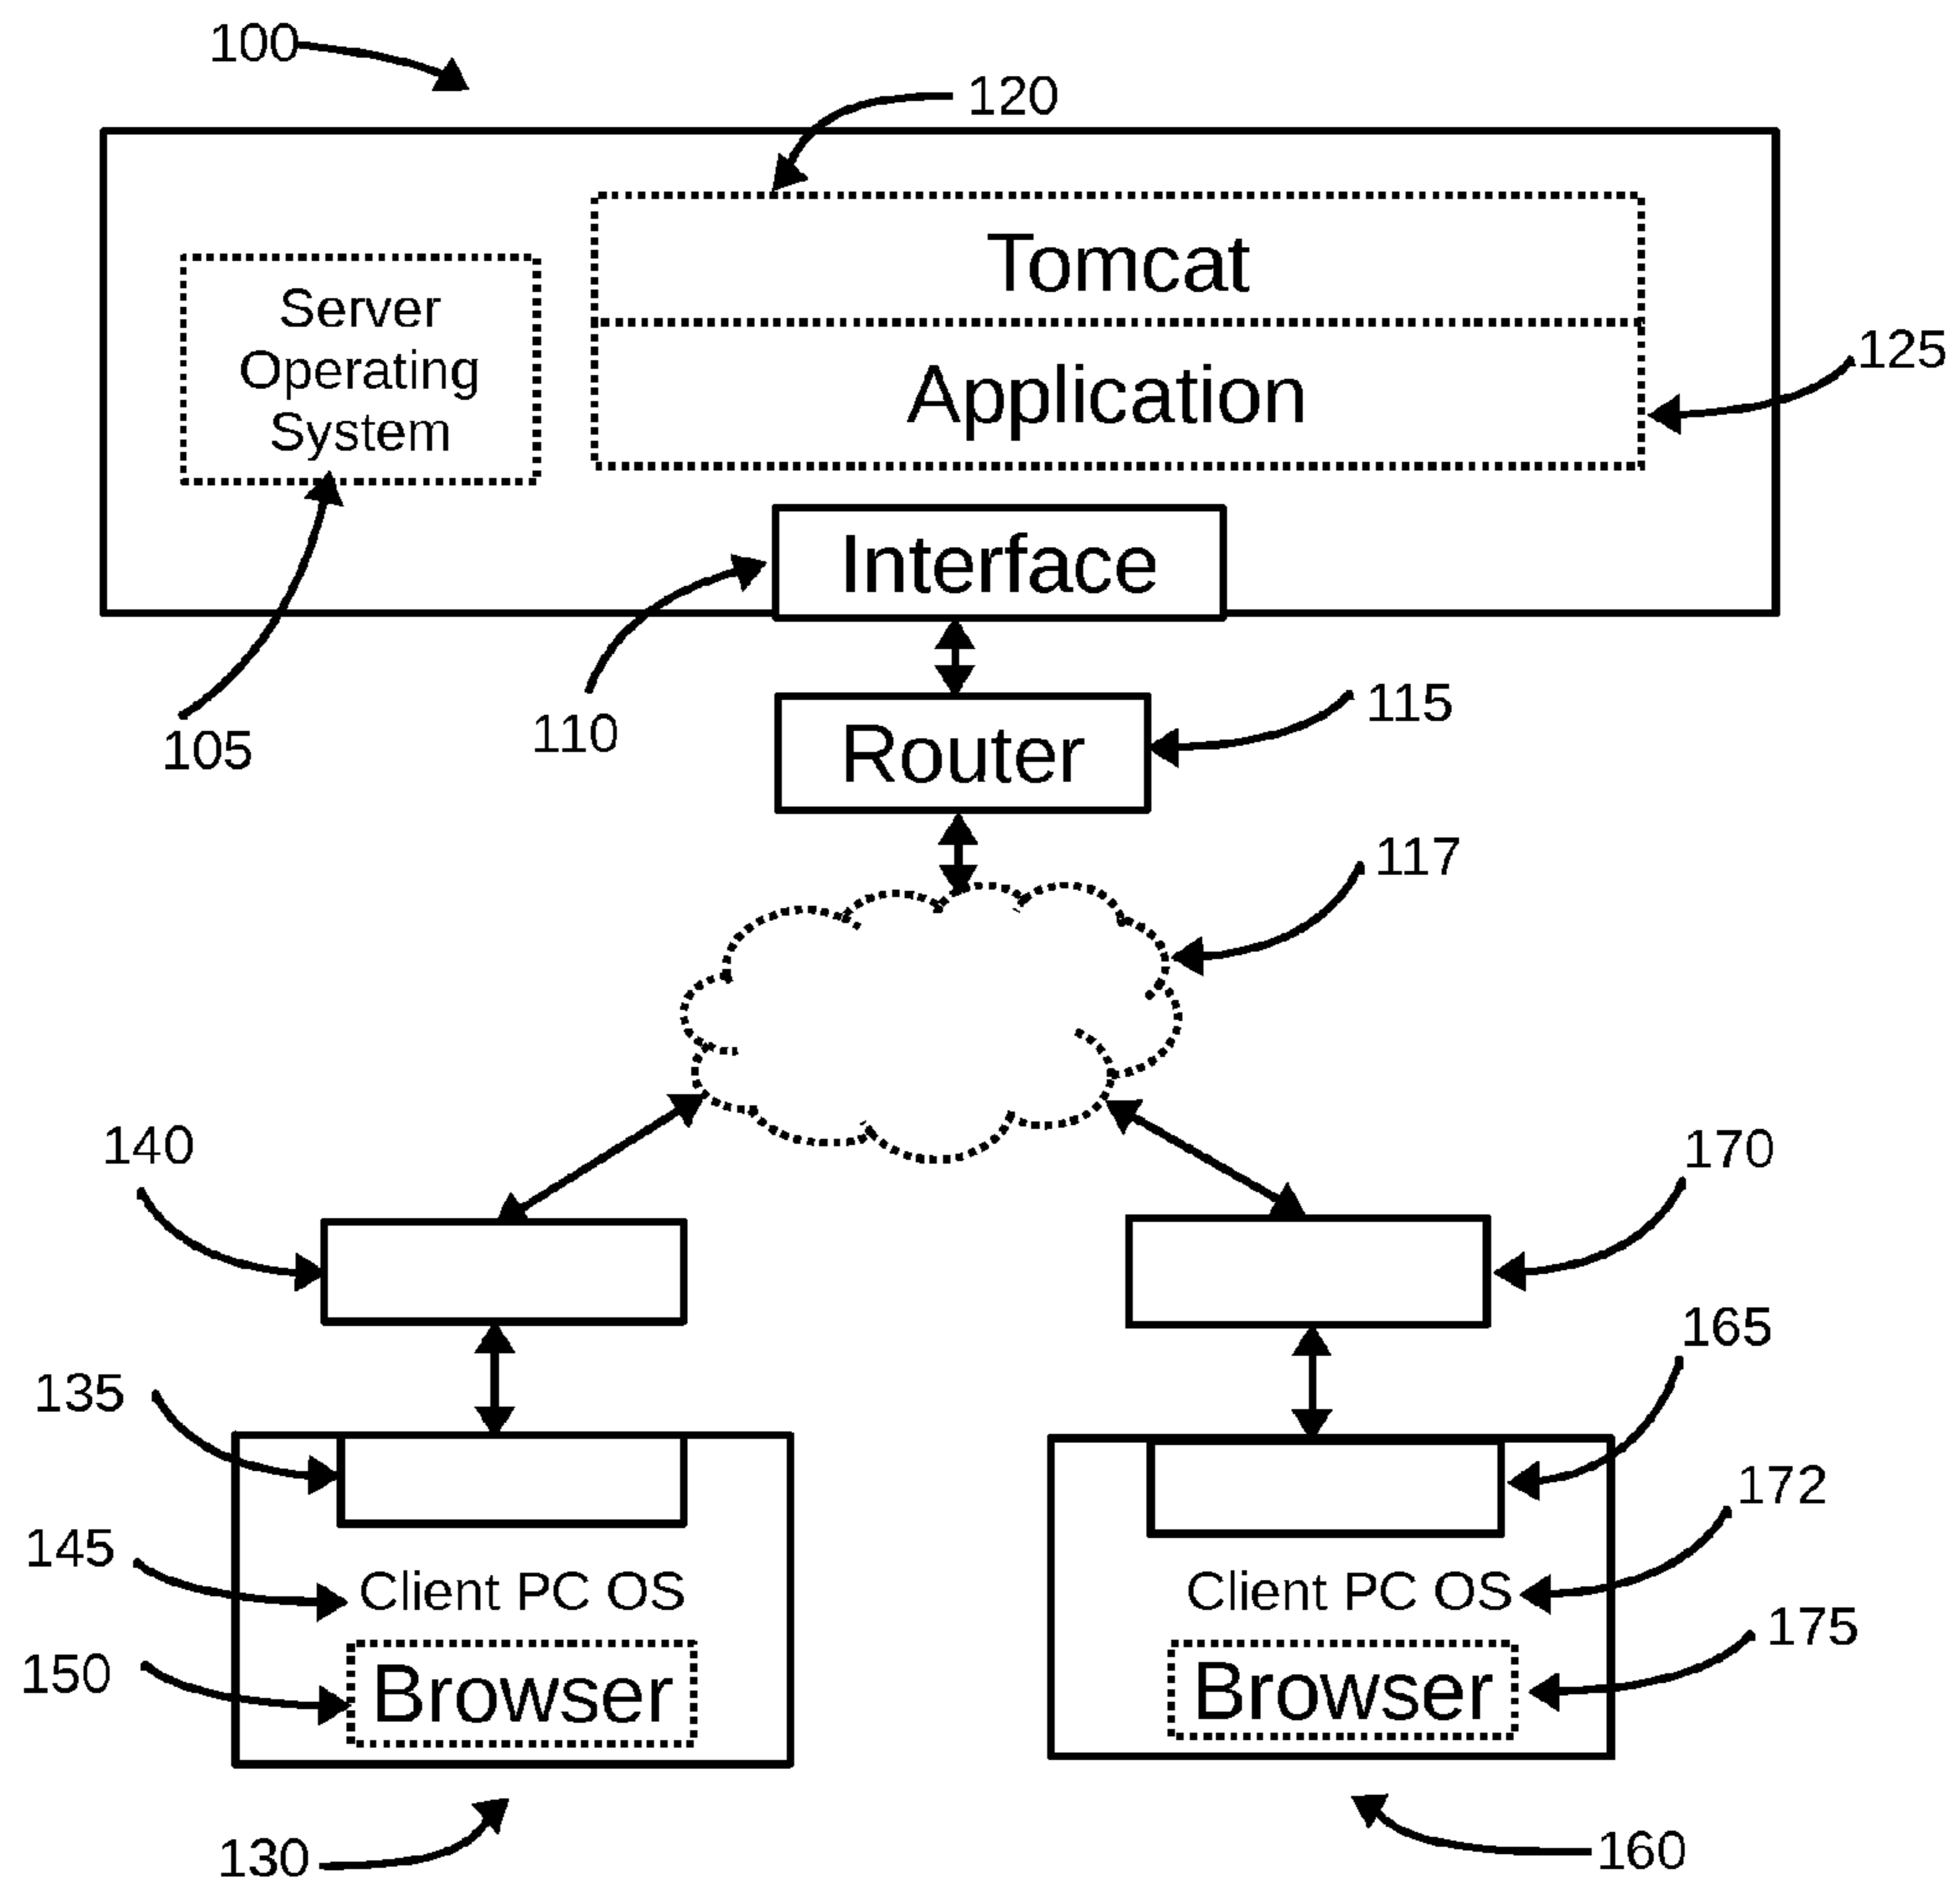 100
120
Tomcat
Server
Operating
System
Application
125
Interface
105
110
Router
115
117
140
170
135
165
145
Client PC OS
Client PC OS
172
150
Browser
Browser
175
130
160